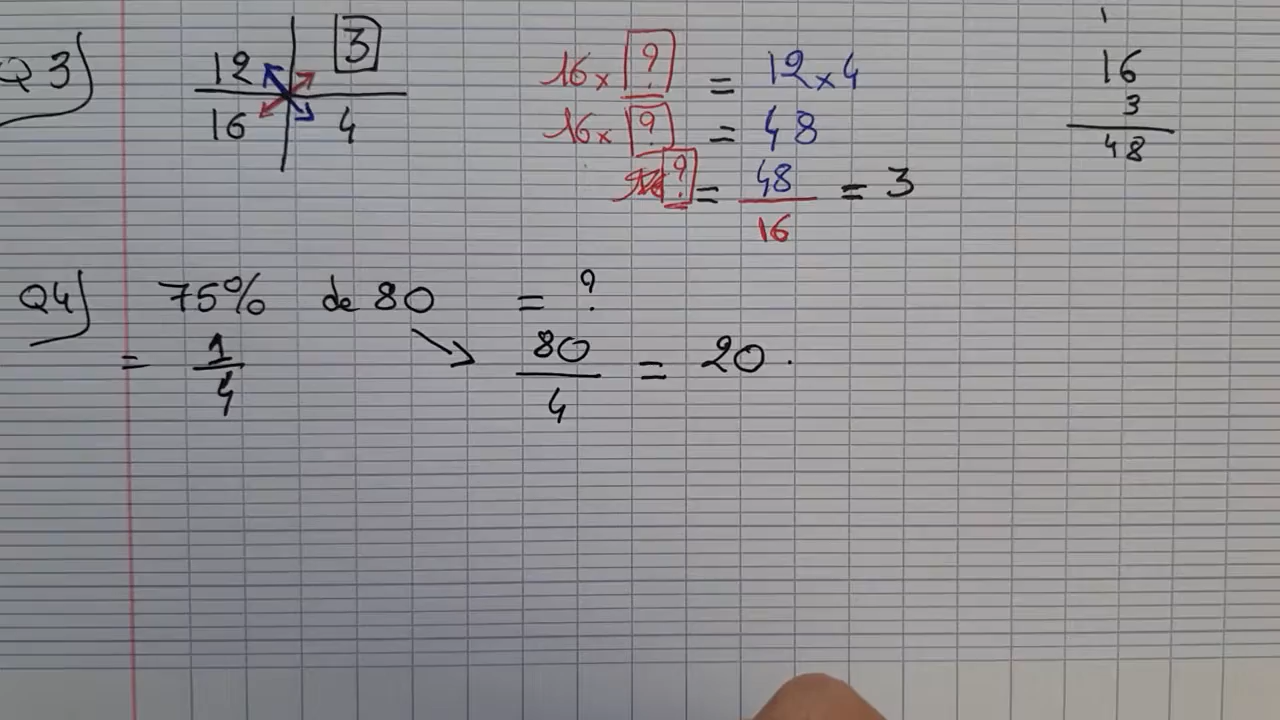 Q3) 12 | 3
16 | 4
16 × ? = 12 × 4
16 × ? = 48
? = 48/16 = 3
16
3
48
Q4) 75% de 80 = ?
= 1/4 → 80/4 = 20.